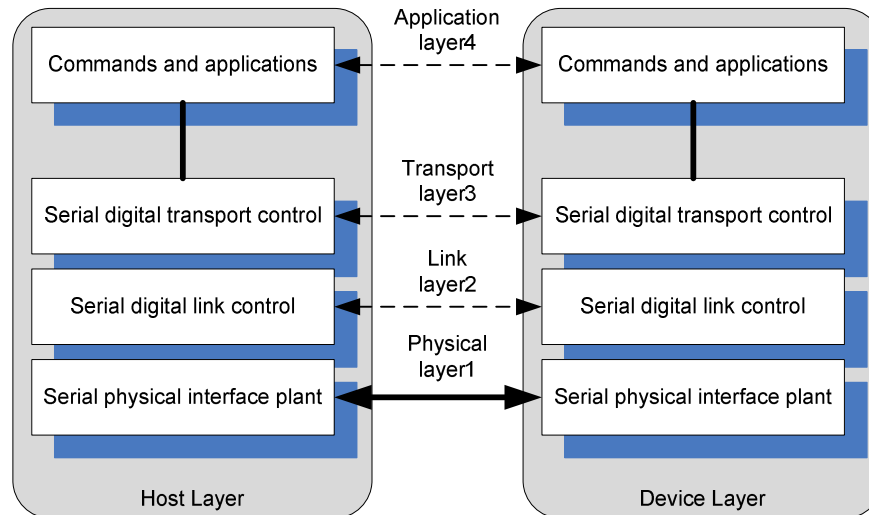 Application
layer4
Commands and applications
Commands and applications
Transport
layer3
Serial digital transport control
Serial digital transport control
Link
layer2
Serial digital link control
Serial digital link control
Physical
layer1
Serial physical interface plant
Serial physical interface plant
Host Layer
Device Layer